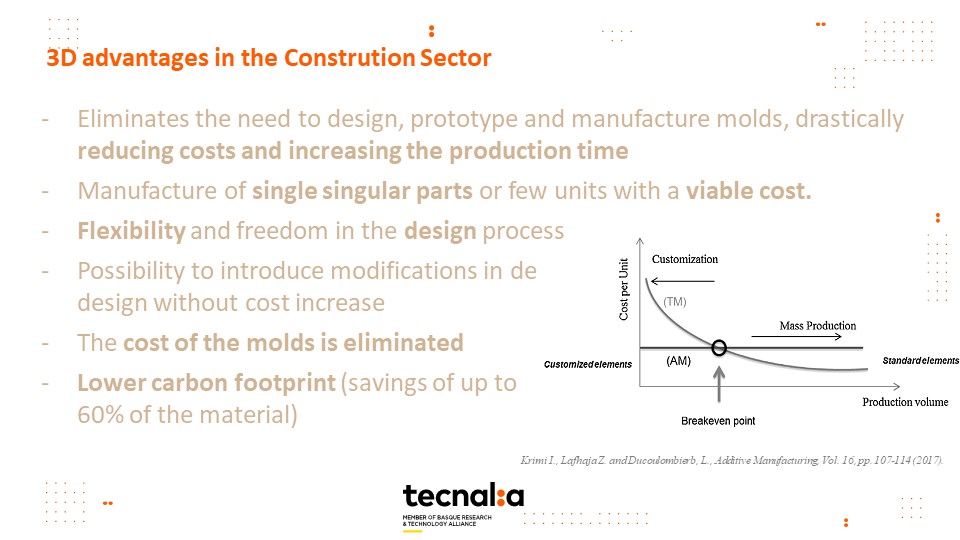 3D advantages in the Constrution Sector
- Eliminates the need to design, prototype and manufacture molds, drastically
reducing costs and increasing the production time
- Manufacture of single singular parts or few units with a viable cost.
- Flexibility and freedom in the design process
- Possibility to introduce modifications in de
design without cost increase
- The cost of the molds is eliminated
- Lower carbon footprint (savings of up to
60% of the material)
Cost per Unit
Customization
(TM)
Mass Production
Customized elements
(AM)
Standard elements
Production volume
Breakeven point
Krimi I., Lafhaja Z. and Ducoulombierb, L., Additive Manufacturing, Vol. 16, pp. 107-114 (2017).
tecnal:a
MEMBER OF BASQUE RESEARCH
& TECHNOLOGY ALLIANCE